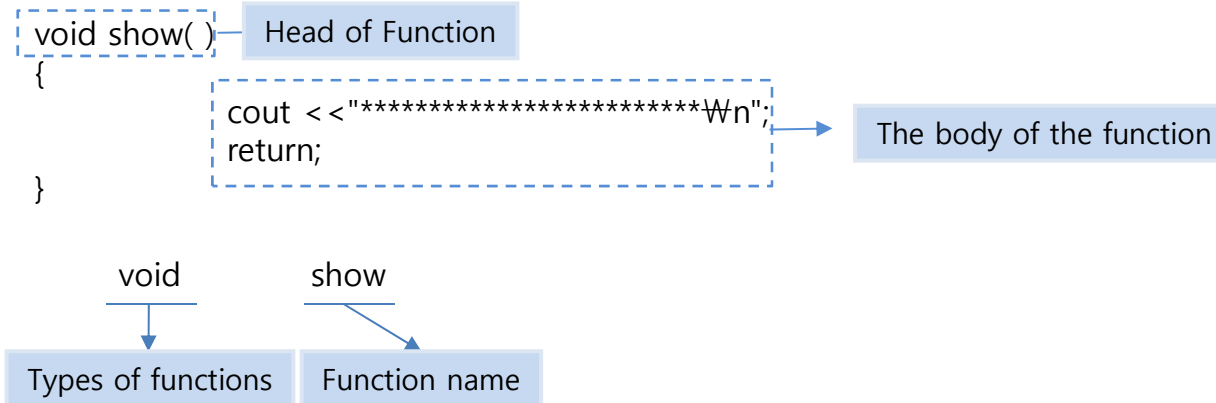 void show( ) Head of Function
{
cout <<"*************************₩n";
return;
The body of the function
}
void show
Types of functions Function name